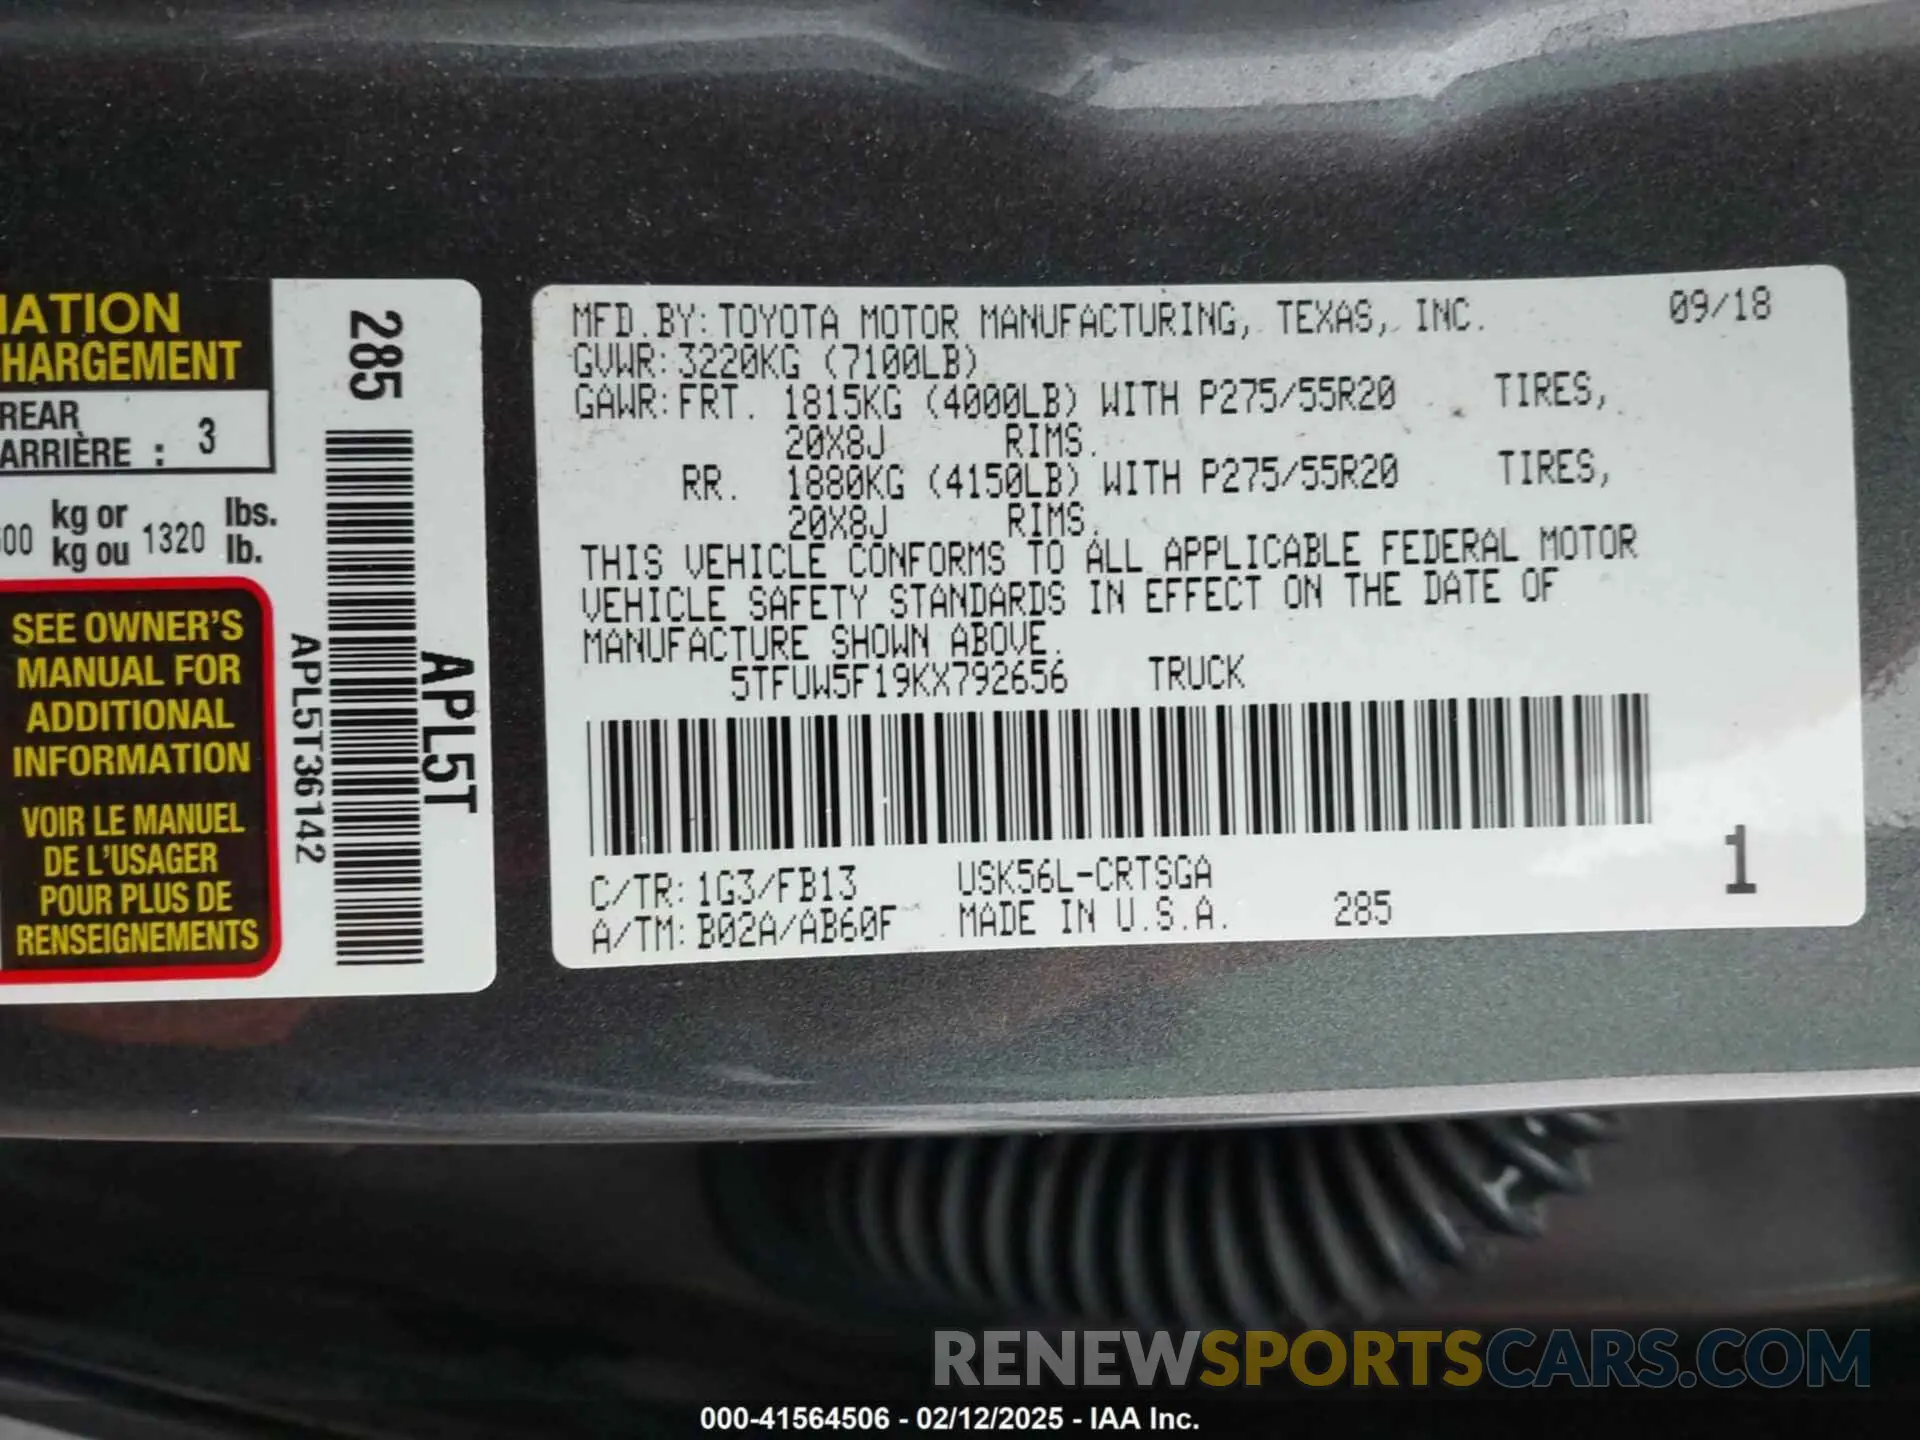 IATION
HARGEMENT
REAR
ARRIÈRE : 3
00 kg or 1320 lbs.
kg ou lb.
SEE OWNER'S
MANUAL FOR
ADDITIONAL
INFORMATION
VOIR LE MANUEL
DE L'USAGER
POUR PLUS DE
RENSEIGNEMENTS
285
APL5T36142
APL5T
MFD.BY:TOYOTA MOTOR MANUFACTURING, TEXAS, INC. 09/18
GVWR:3220KG (7100LB)
GAWR:FRT. 1815KG (4000LB) WITH P275/55R20 TIRES,
20X8J RIMS.
RR. 1880KG (4150LB) WITH P275/55R20 TIRES,
20X8J RIMS.
THIS VEHICLE CONFORMS TO ALL APPLICABLE FEDERAL MOTOR
VEHICLE SAFETY STANDARDS IN EFFECT ON THE DATE OF
MANUFACTURE SHOWN ABOVE.
5TFUW5F19KX792656 TRUCK
C/TR:1G3/FB13 USK56L-CRTSGA
A/TM:B02A/AB60F MADE IN U.S.A. 285
1
RENEWSPORTSCARS.COM
000-41564506 - 02/12/2025 - IAA Inc.